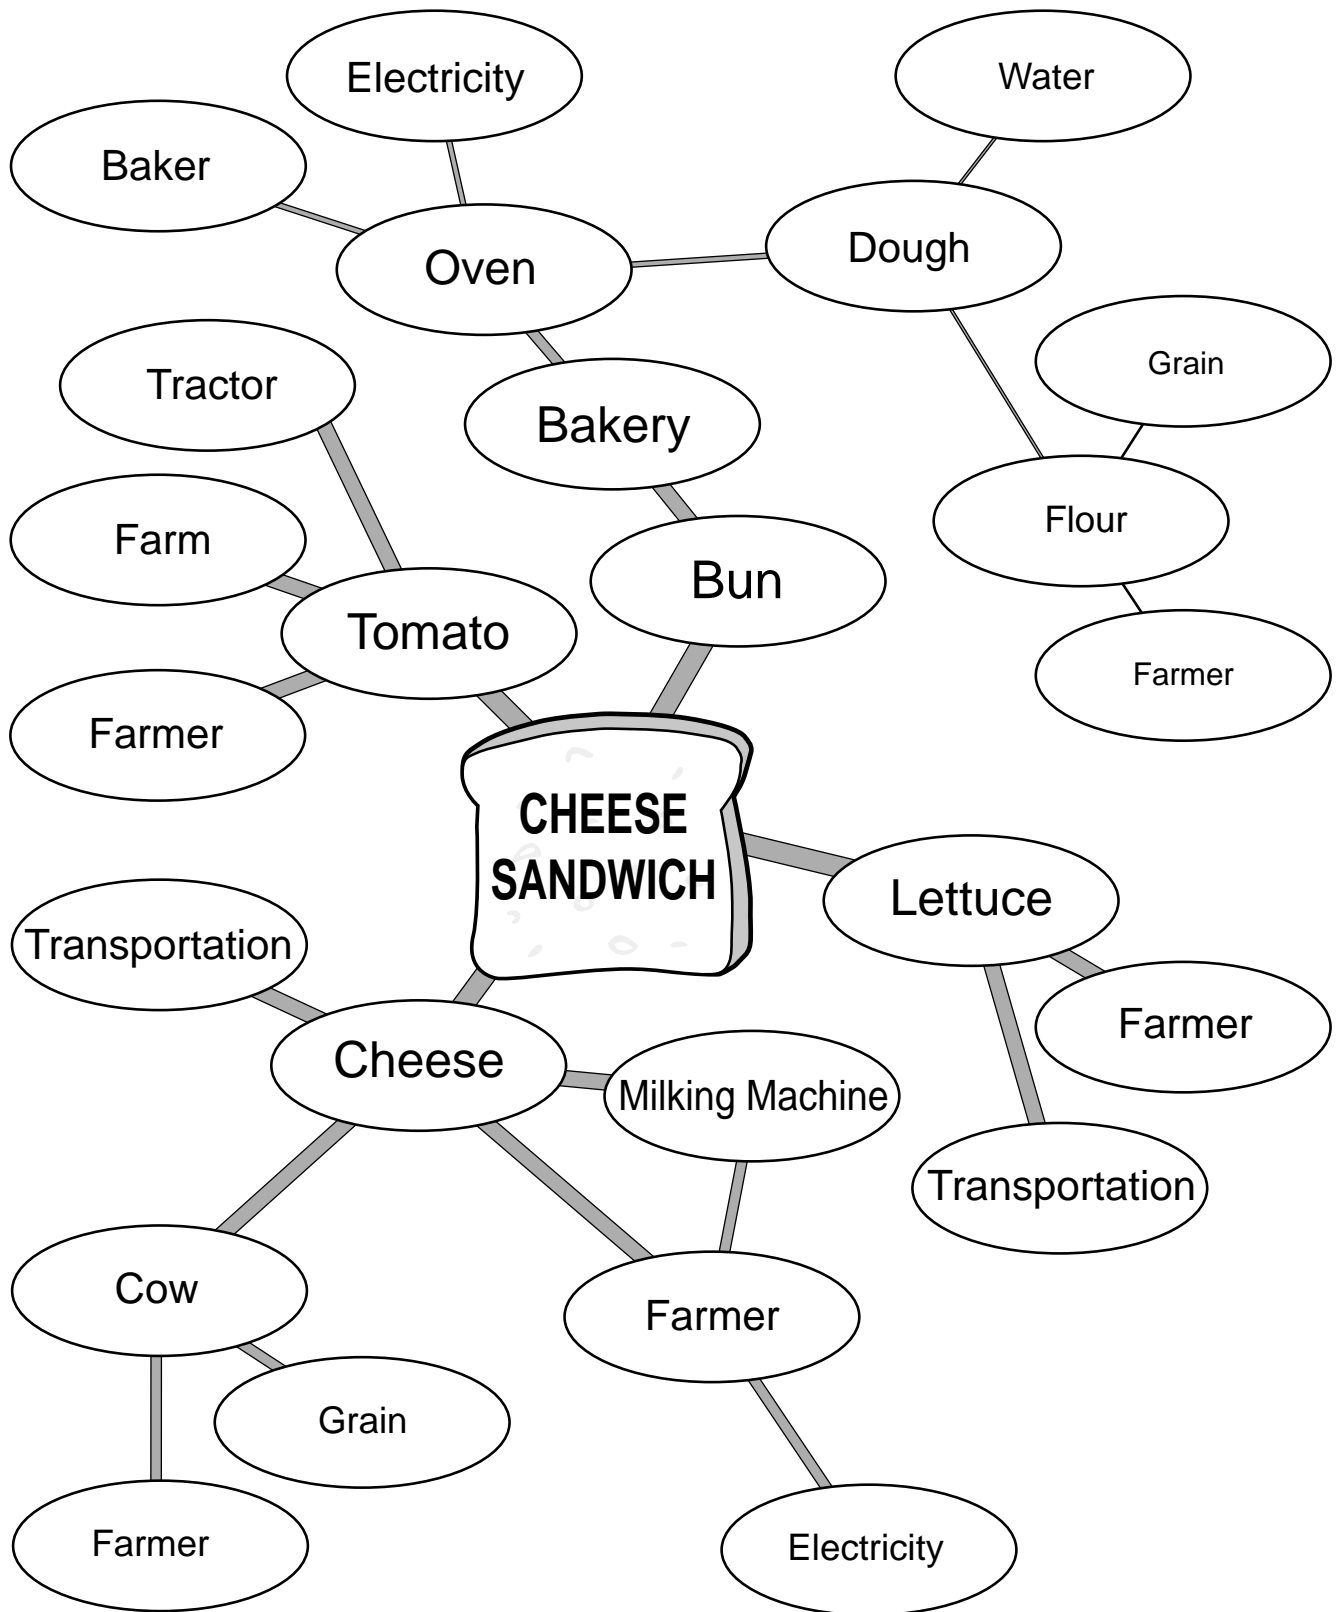 Electricity
Water
Baker
Dough
Oven
Grain
Tractor
Bakery
Flour
Farm
Bun
Tomato
Farmer
Farmer
CHEESE
SANDWICH
Lettuce
Transportation
Farmer
Cheese
Milking Machine
Transportation
Cow
Farmer
Grain
Farmer
Electricity